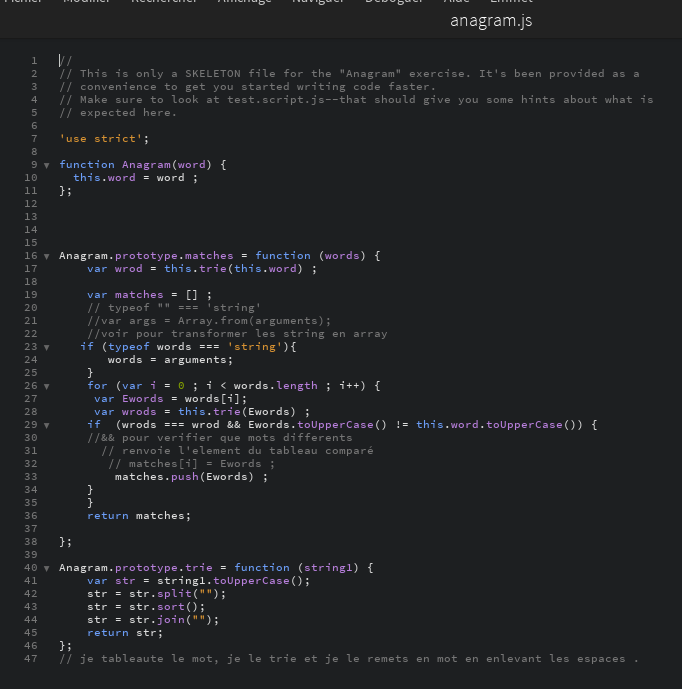 Fichier Modifier Rechercher Affichage Naviguer Déboguer Aide Emmet
anagram.js
1 //
2 // This is only a SKELETON file for the "Anagram" exercise. It's been provided as a
3 // convenience to get you started writing code faster.
4 // Make sure to look at test.script.js--that should give you some hints about what is
5 // expected here.
6
7 'use strict';
8
9 function Anagram(word) {
10 this.word = word ;
11 };
12
13
14
15
16 Anagram.prototype.matches = function (words) {
17 var wrod = this.trie(this.word) ;
18
19 var matches = [] ;
20 // typeof "" === 'string'
21 //var args = Array.from(arguments);
22 //voir pour transformer les string en array
23 if (typeof words === 'string'){
24 words = arguments;
25 }
26 for (var i = 0 ; i < words.length ; i++) {
27 var Ewords = words[i];
28 var wrods = this.trie(Ewords) ;
29 if (wrods === wrod && Ewords.toUpperCase() != this.word.toUpperCase()) {
30 //&& pour verifier que mots differents
31 // renvoie l'element du tableau comparé
32 // matches[i] = Ewords ;
33 matches.push(Ewords) ;
34 }
35 }
36 return matches;
37
38 };
39
40 Anagram.prototype.trie = function (string1) {
41 var str = string1.toUpperCase();
42 str = str.split("");
43 str = str.sort();
44 str = str.join("");
45 return str;
46 };
47 // je tableaute le mot, je le trie et je le remets en mot en enlevant les espaces .